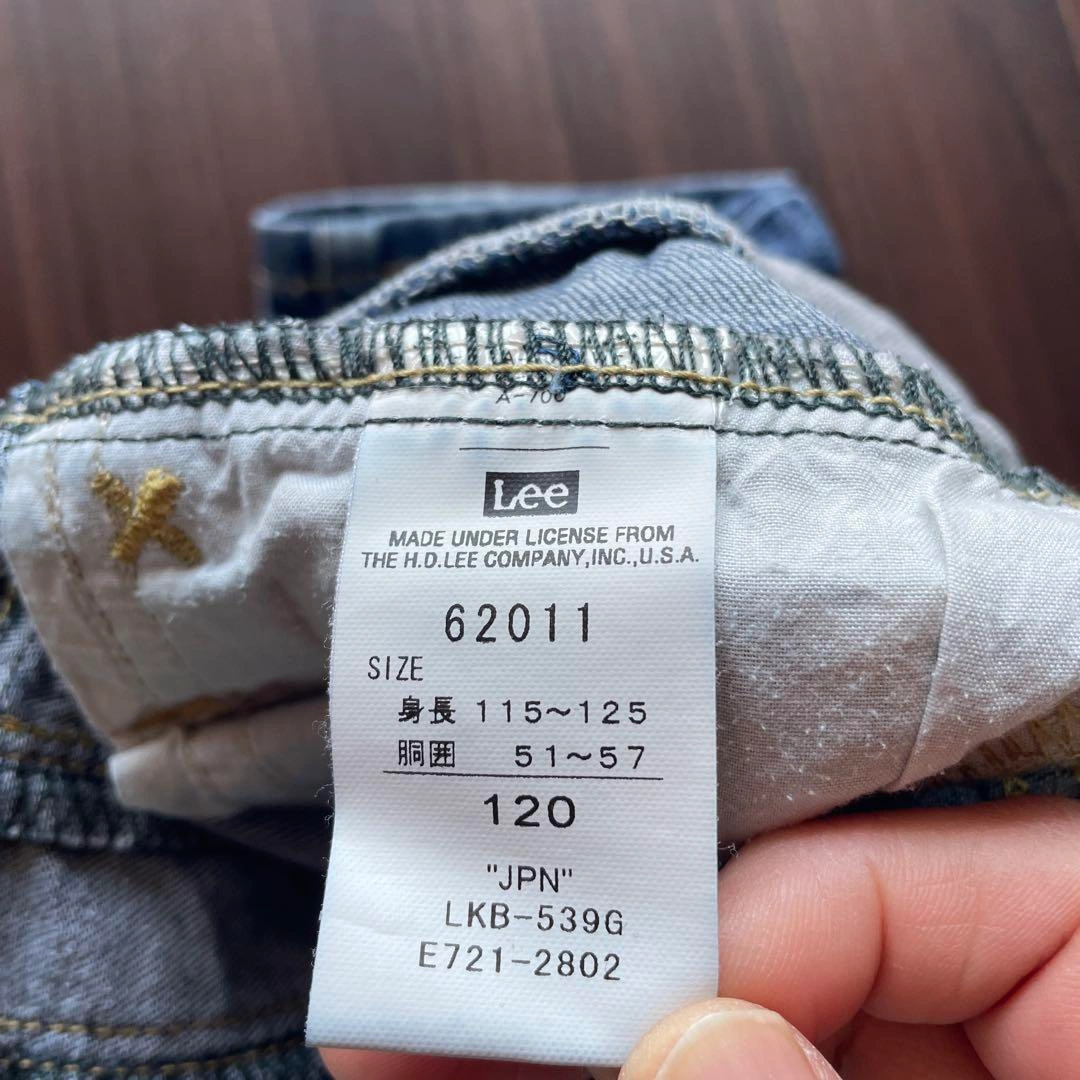 A-700
Lee
MADE UNDER LICENSE FROM
THE H.D.LEE COMPANY,INC.,U.S.A.
62011
SIZE
身長 115~125
胴囲 51~57
120
"JPN"
LKB-539G
E721-2802